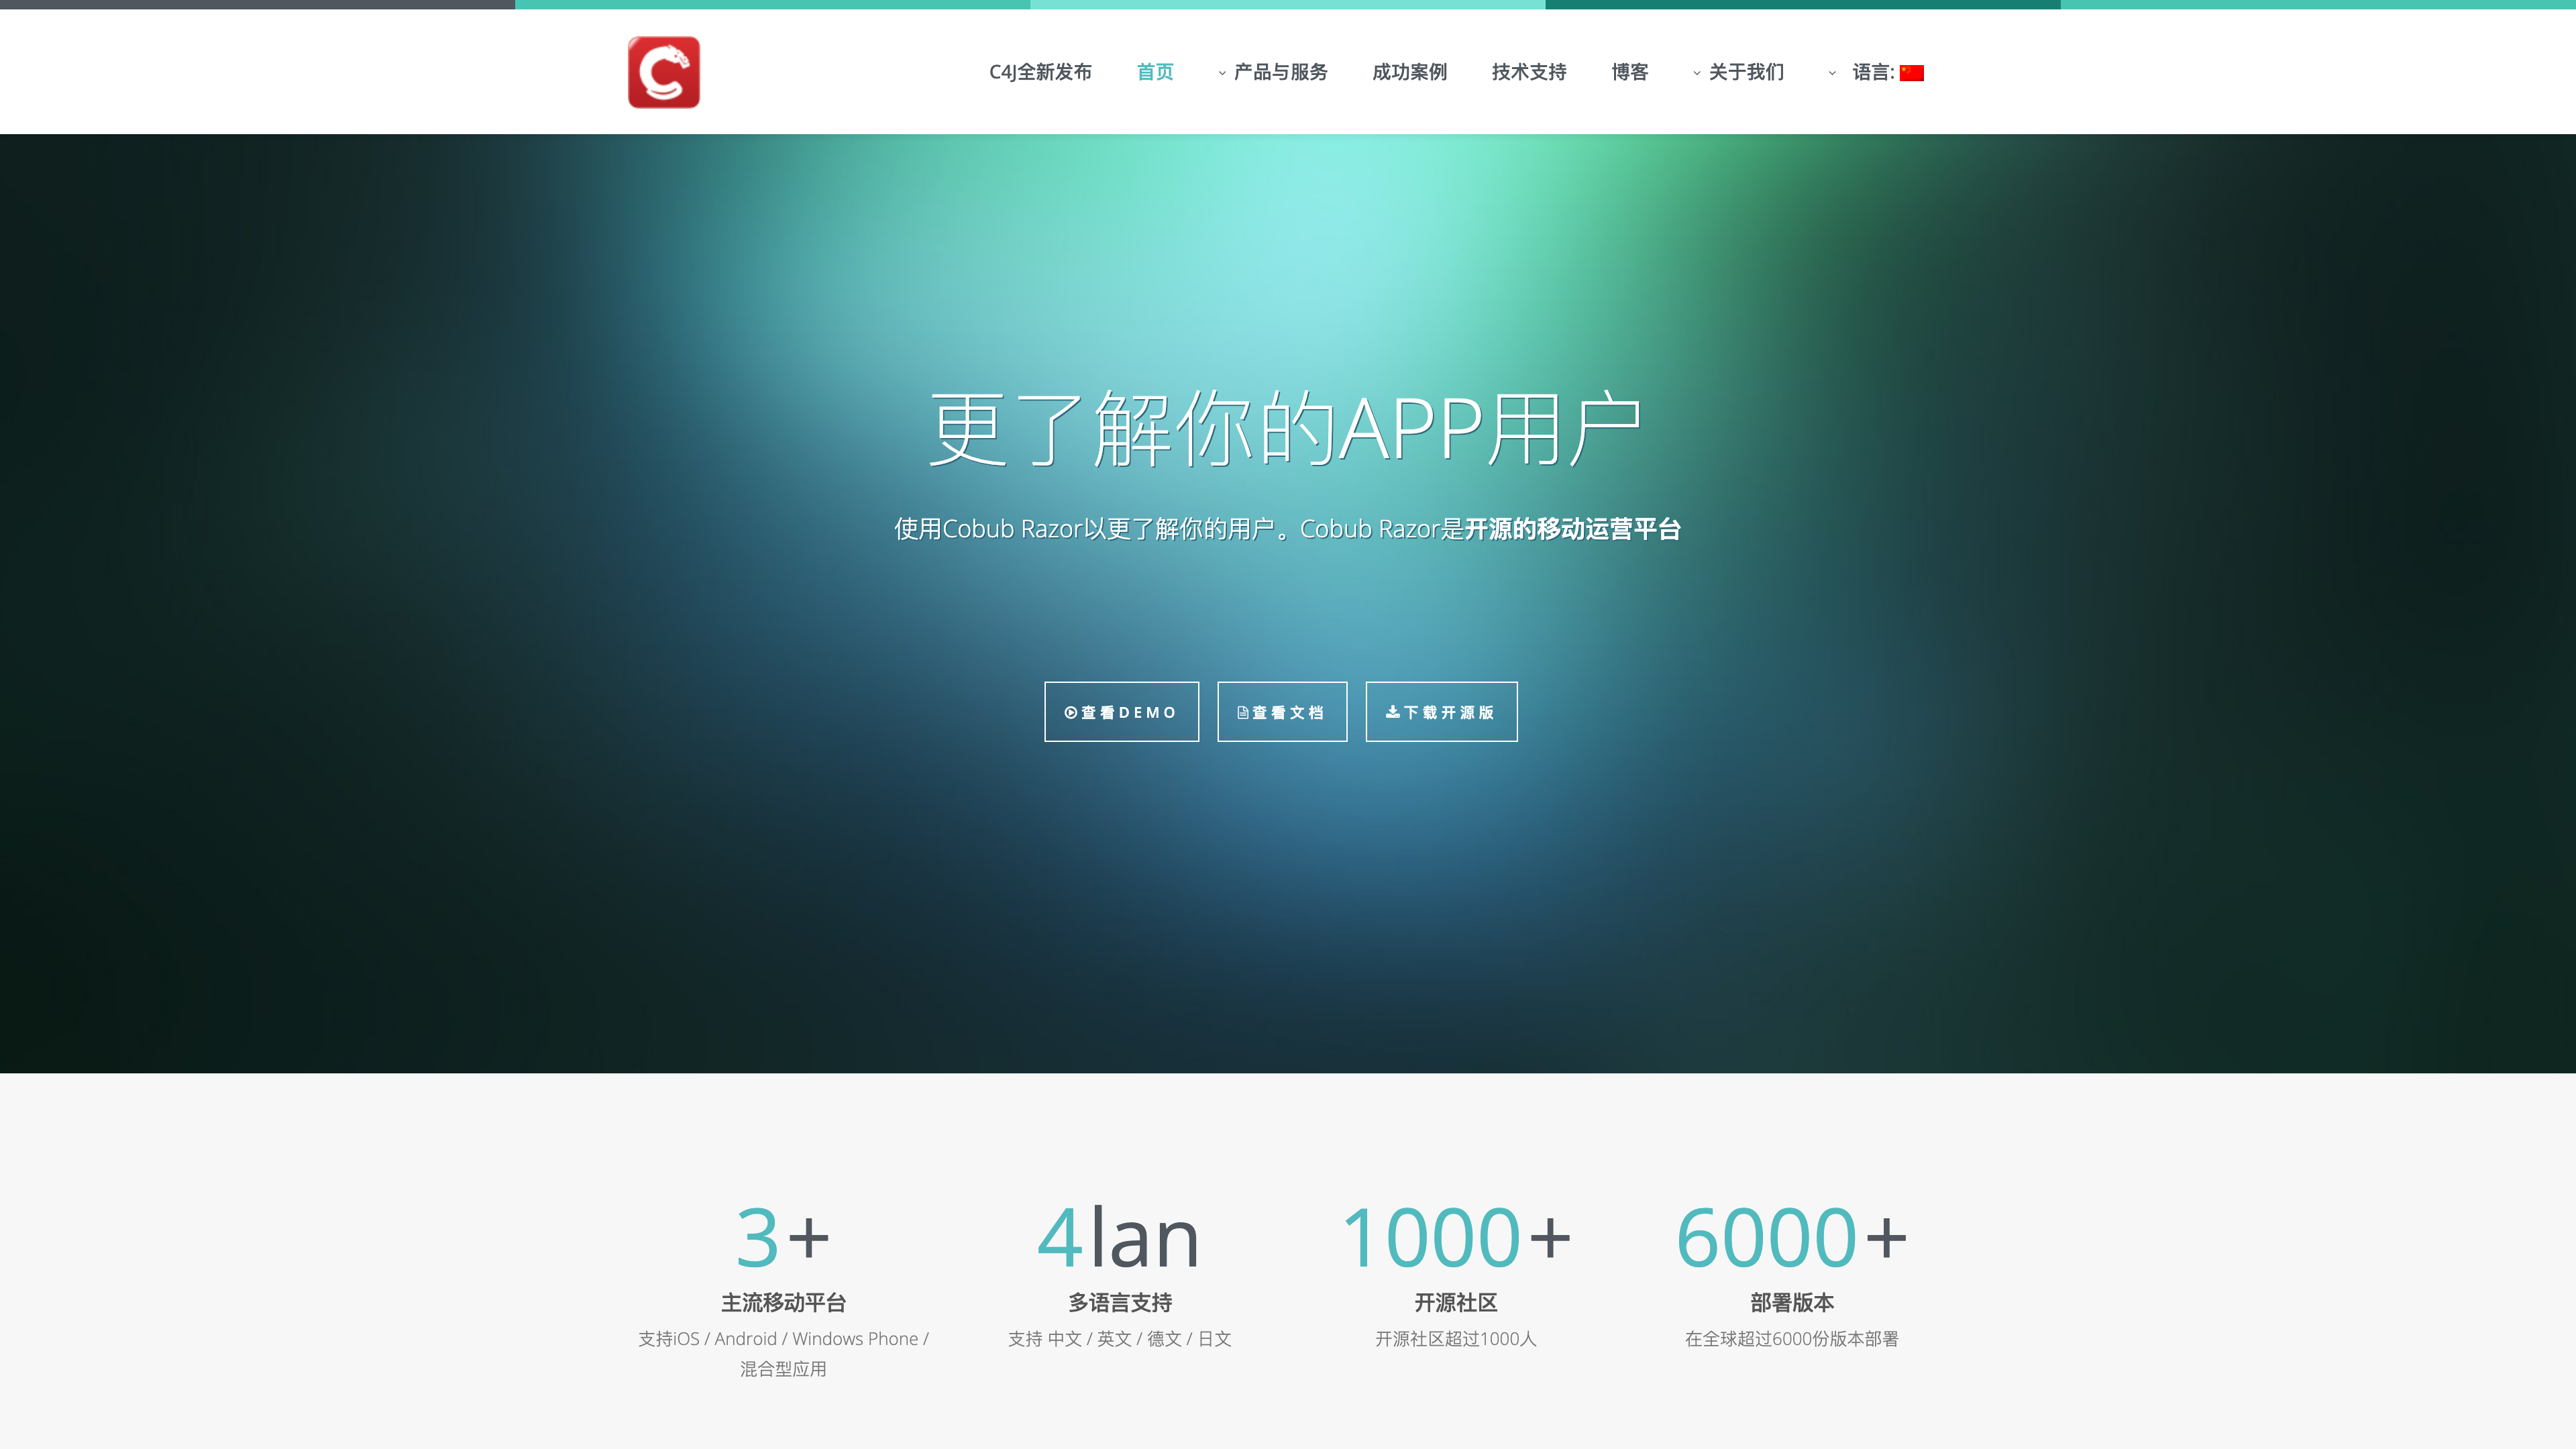 C4J全新发布
首页
产品与服务
成功案例
技术支持
博客
关于我们
语言:
更了解你的APP用户
使用Cobub Razor以更了解你的用户。Cobub Razor是开源的移动运营平台
查看DEMO
查看文档
下载开源版
3+
主流移动平台
支持iOS / Android / Windows Phone /
混合型应用
4lan
多语言支持
支持 中文 / 英文 / 德文 / 日文
1000+
开源社区
开源社区超过1000人
6000+
部署版本
在全球超过6000份版本部署